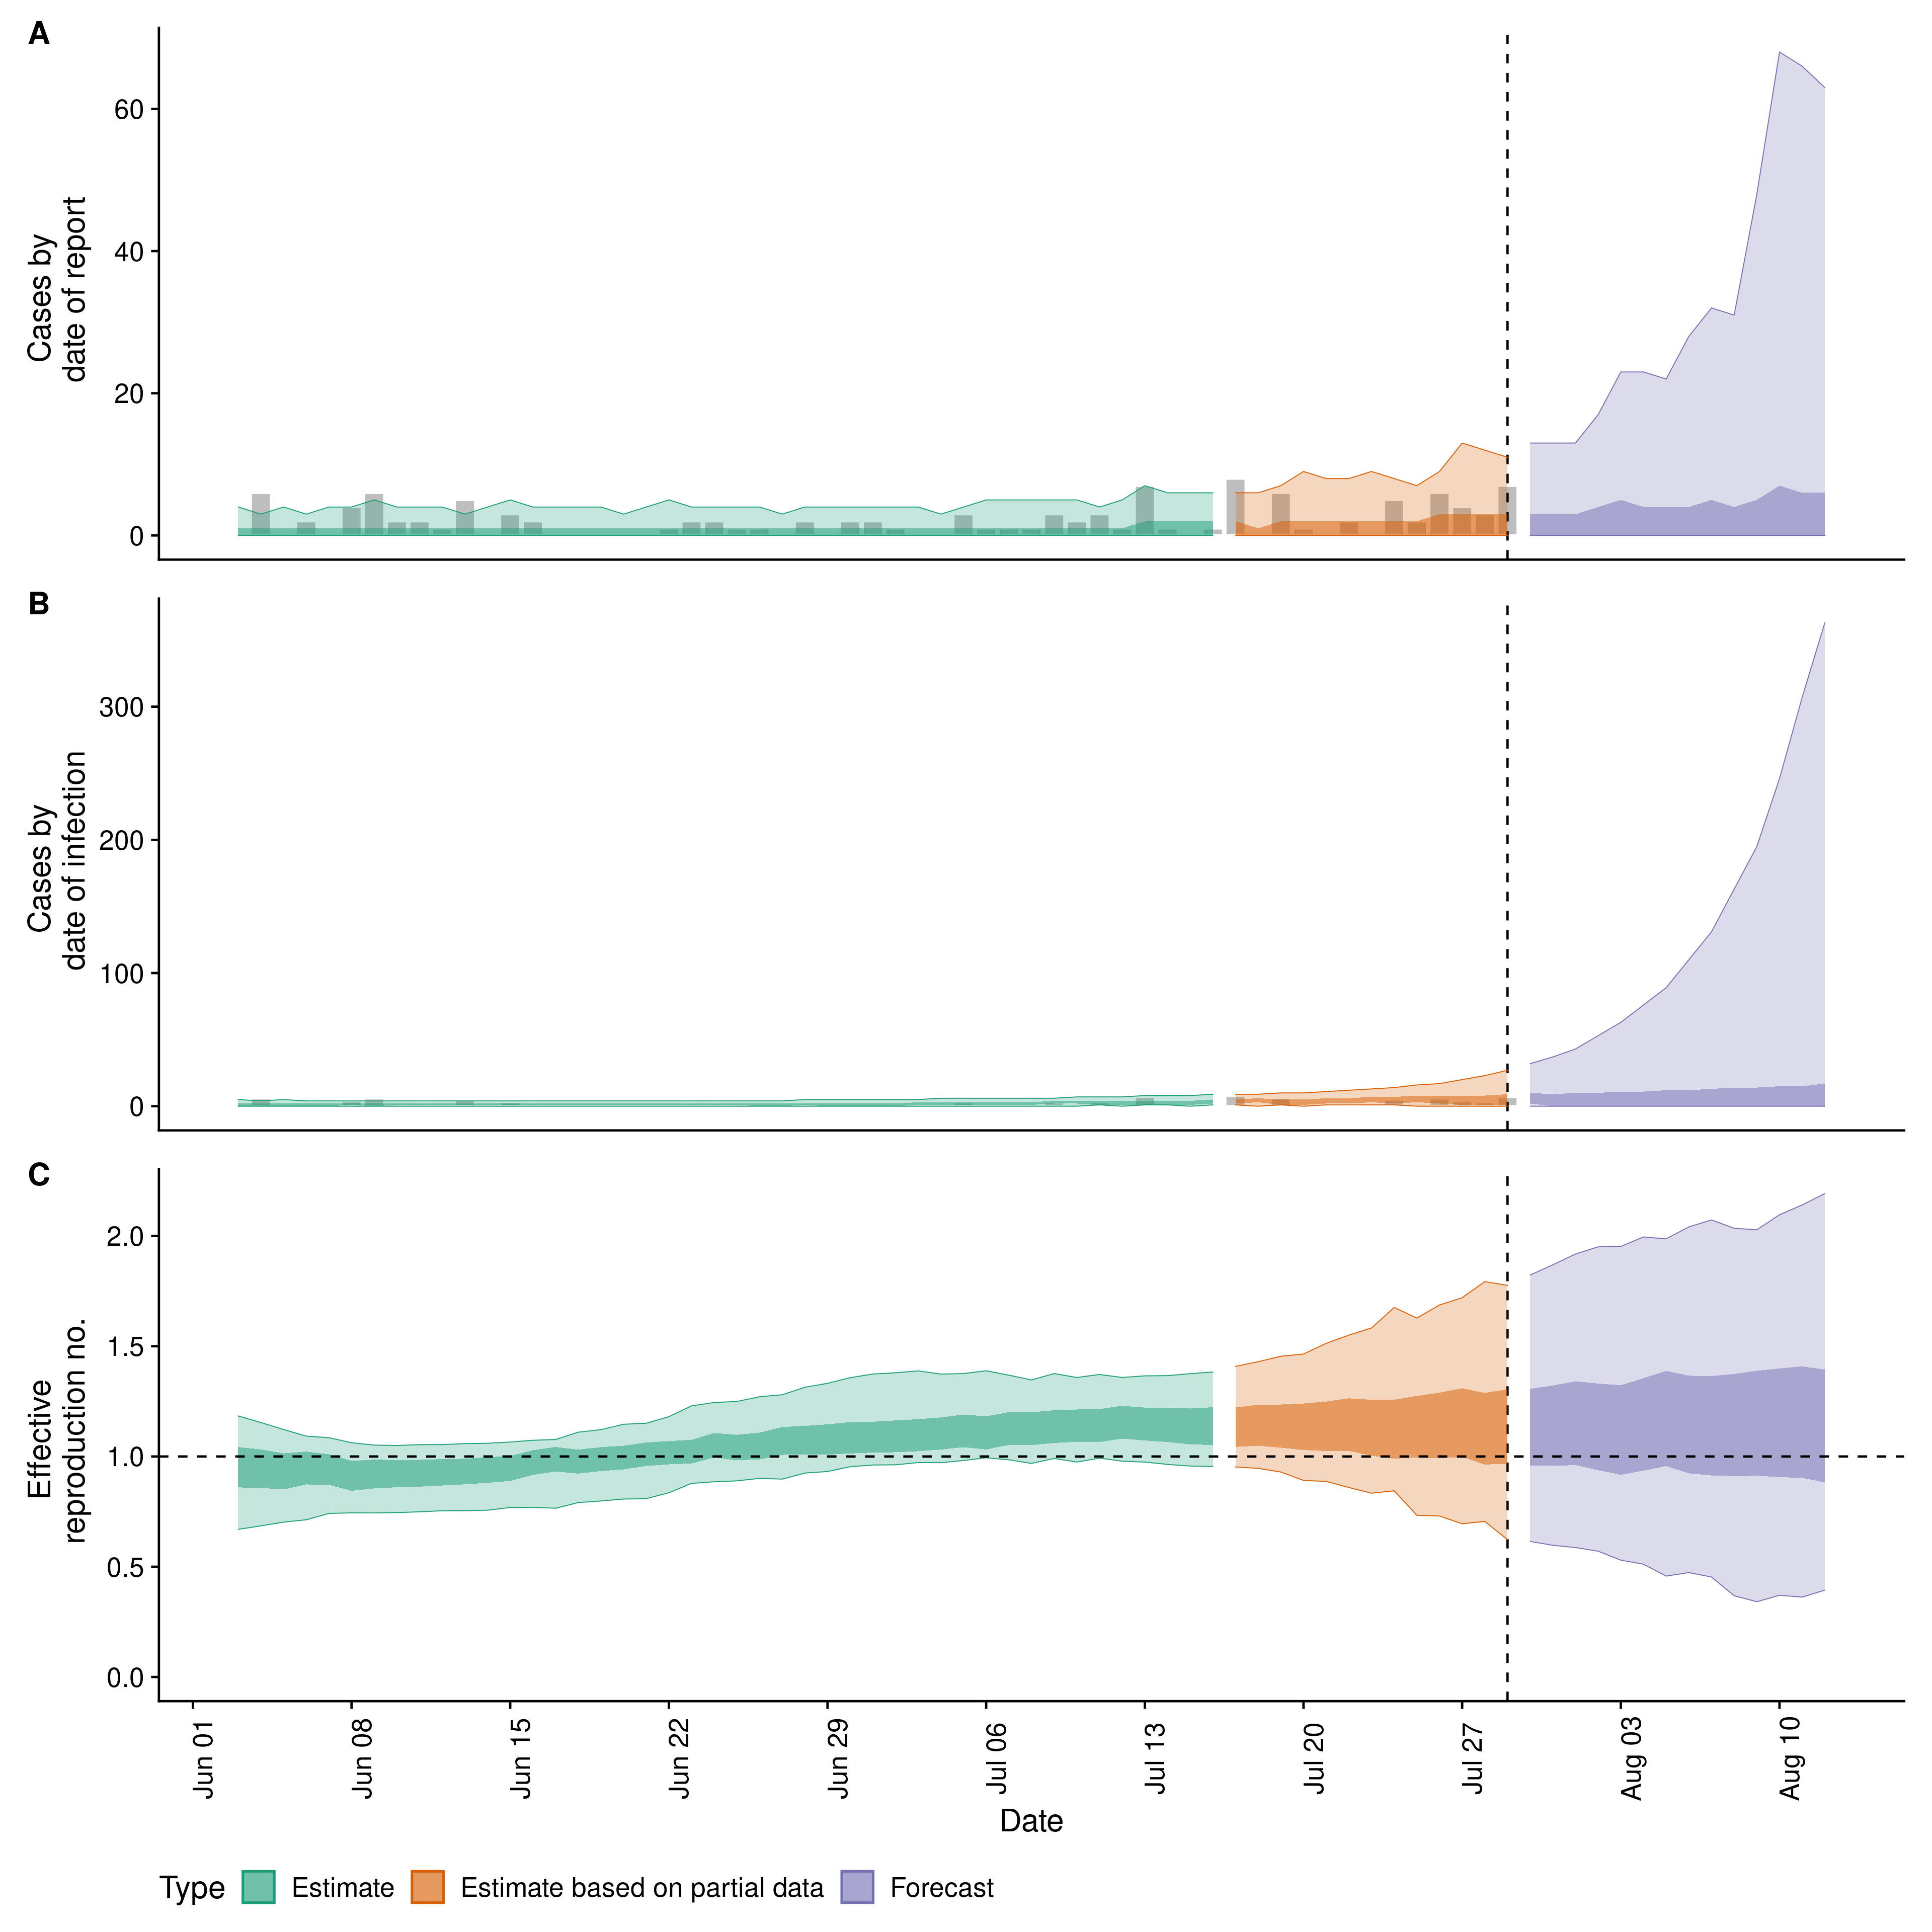 A
Cases by
date of report
60
40
20
0
B
Cases by
date of infection
300
200
100
0
C
Effective
reproduction no.
2.0
1.5
1.0
0.5
0.0
Jun 01
Jun 08
Jun 15
Jun 22
Jun 29
Jul 06
Jul 13
Jul 20
Jul 27
Aug 03
Aug 10
Date
Type Estimate Estimate based on partial data Forecast